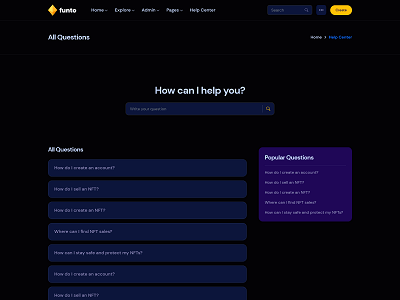 funto
Home Explore Admin Pages Help Center
Search
EN
Create
All Questions
Home > Help Center
How can I help you?
Write your question
All Questions
How do I create an account?
How do I sell an NFT?
How do I create an NFT?
Where can I find NFT sales?
How can I stay safe and protect my NFTs?
How do I create an account?
How do I sell an NFT?
Popular Questions
How do I create an account?
How do I sell an NFT?
How do I create an NFT?
Where can I find NFT sales?
How can I stay safe and protect my NFTs?